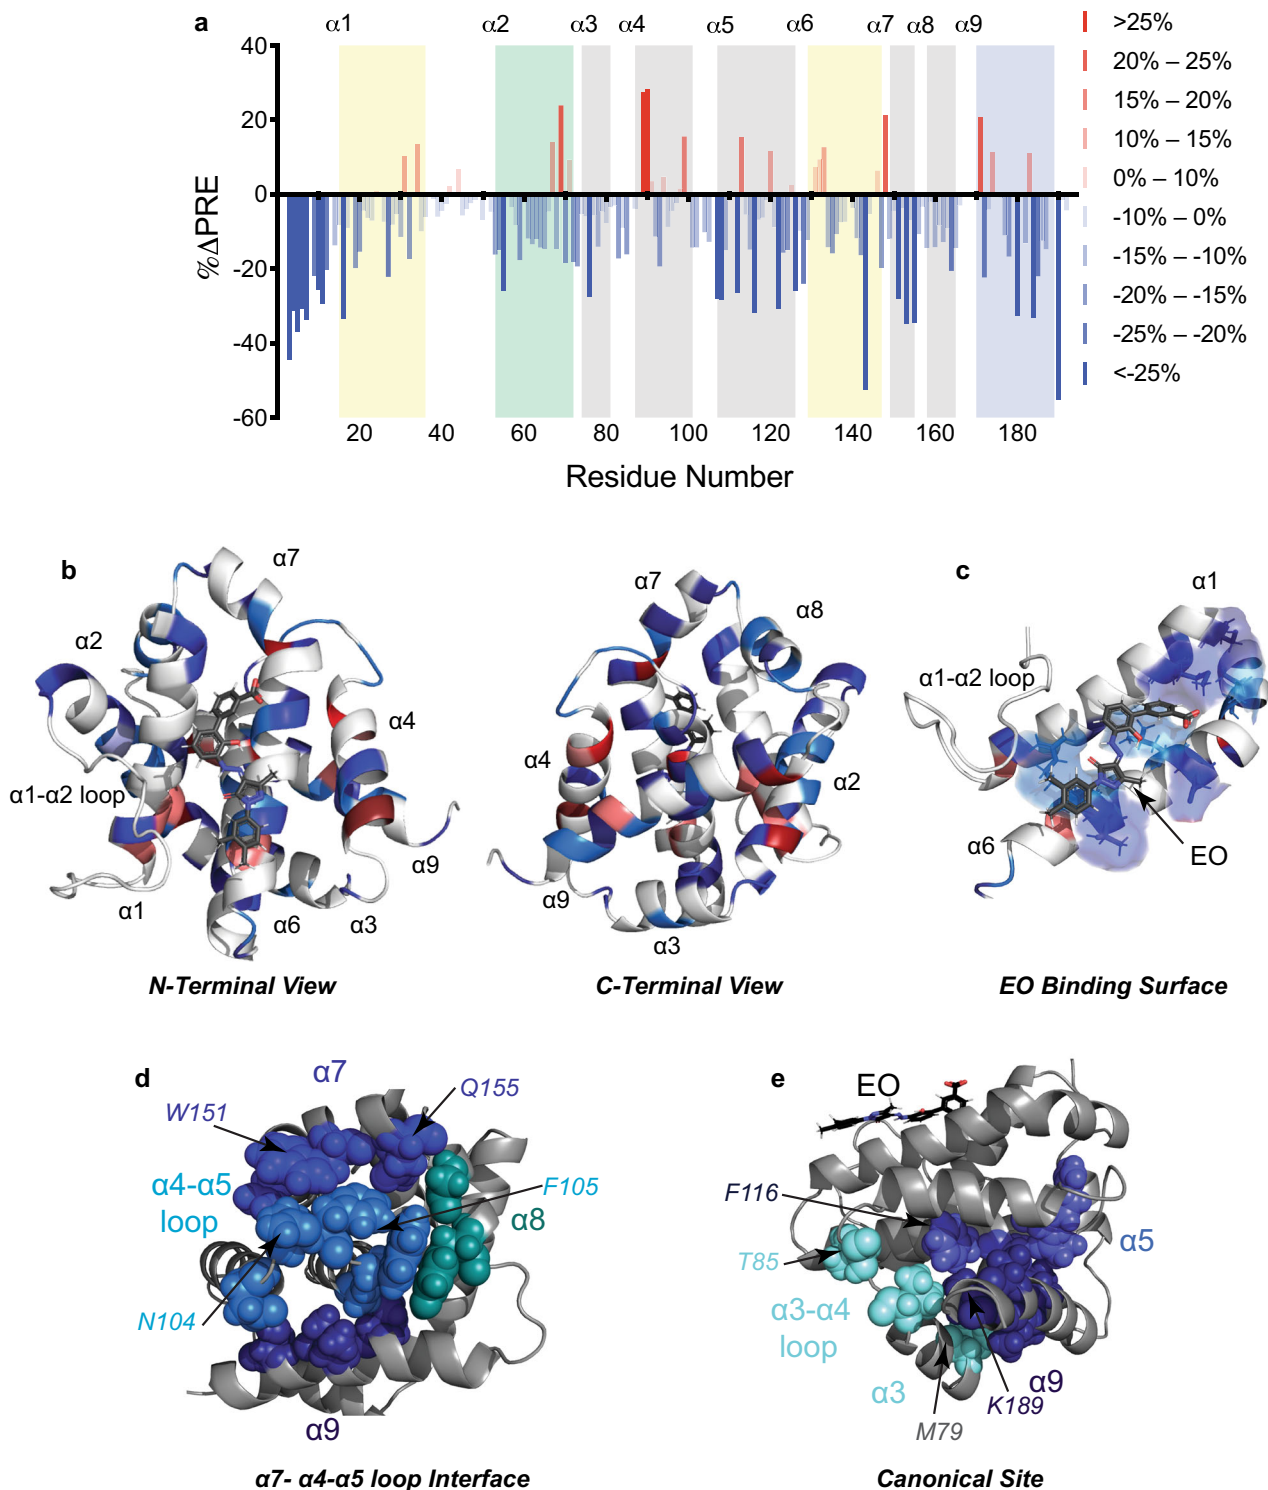 a
α1
α2
α3
α4
α5
α6
α7
α8
α9
40
20
0
-20
-40
-60
%ΔPRE
20
40
60
80
100
120
140
160
180
Residue Number
>25%
20% – 25%
15% – 20%
10% – 15%
0% – 10%
-10% – 0%
-15% – -10%
-20% – -15%
-25% – -20%
<-25%
b
α7
α2
α4
α1-α2 loop
α9
α1
α6
α3
N-Terminal View
α7
α8
α4
α2
α9
α3
C-Terminal View
c
α1
α1-α2 loop
α6
EO
EO Binding Surface
d
α7
Q155
W151
α4-α5
loop
F105
α8
N104
α9
α7- α4-α5 loop Interface
e
EO
F116
T85
α5
α3-α4
loop
α3
α9
K189
M79
Canonical Site